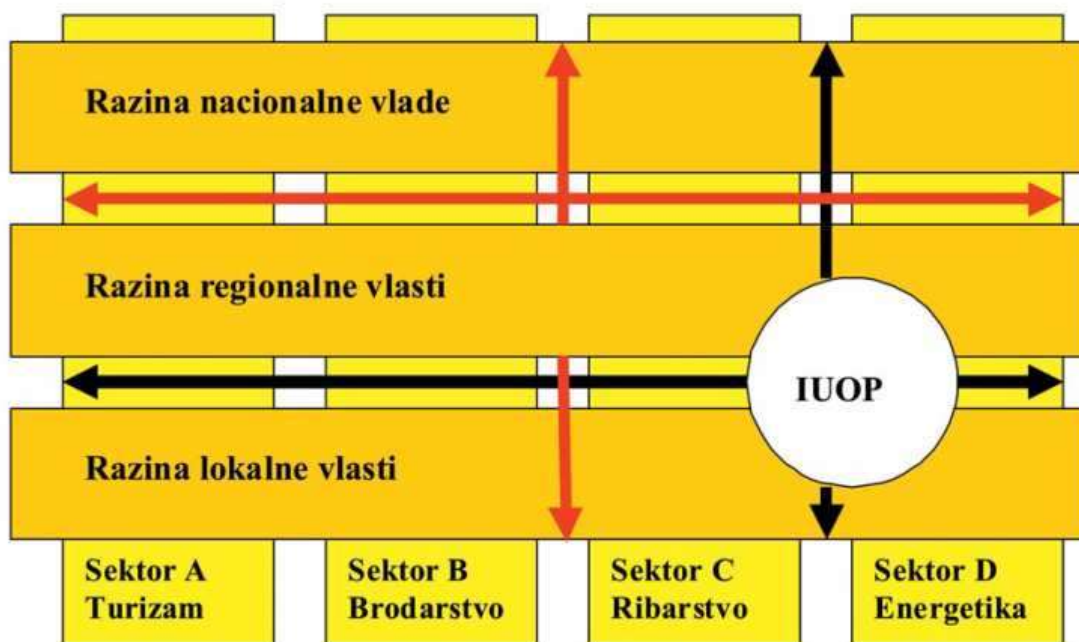 Razina nacionalne vlade
Razina regionalne vlasti
IUOP
Razina lokalne vlasti
Sektor A
Turizam
Sektor B
Brodarstvo
Sektor C
Ribarstvo
Sektor D
Energetika